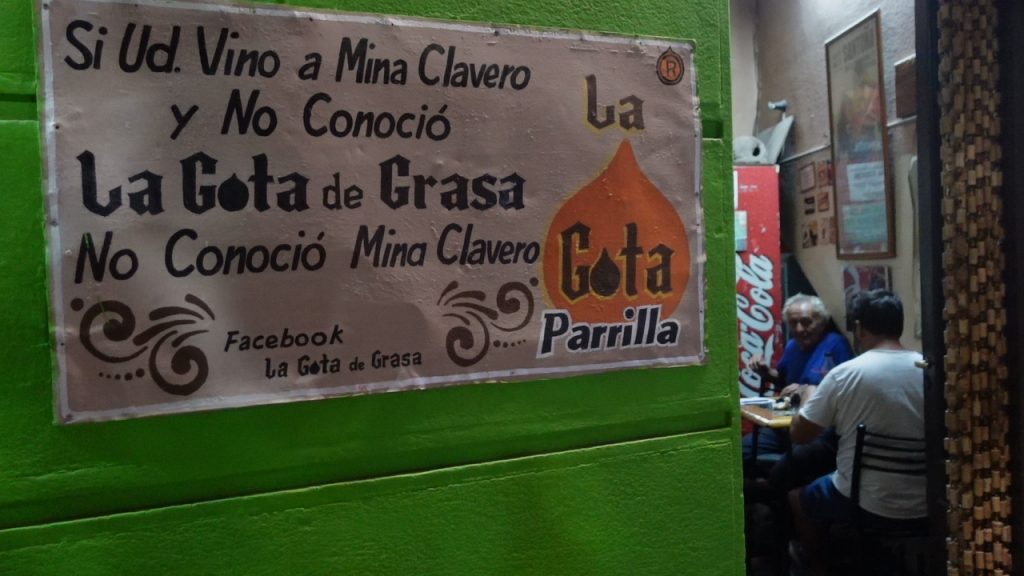 Si Ud. Vino a Mina Clavero
y No Conoció
La Gota de Grasa
No Conoció Mina Clavero
Facebook
La Gota de Grasa
R
La
Gota
Parrilla
Coca-Cola